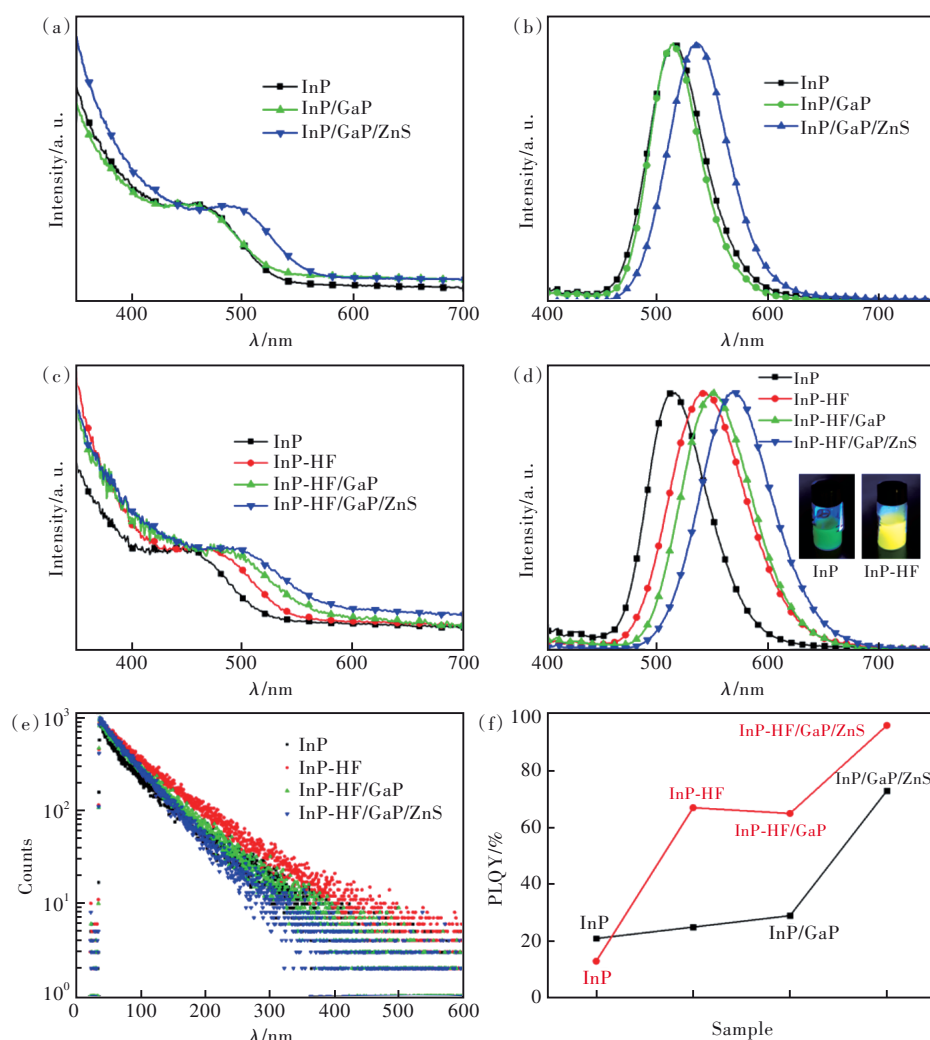 (a)
InP
InP/GaP
InP/GaP/ZnS
Intensity/a. u.
400 500 600 700
λ/nm
(b)
InP
InP/GaP
InP/GaP/ZnS
Intensity/a. u.
400 500 600 700
λ/nm
(c)
InP
InP-HF
InP-HF/GaP
InP-HF/GaP/ZnS
Intensity/a. u.
400 500 600 700
λ/nm
(d)
InP
InP-HF
InP-HF/GaP
InP-HF/GaP/ZnS
InP InP-HF
Intensity/a. u.
400 500 600 700
λ/nm
(e)
InP
InP-HF
InP-HF/GaP
InP-HF/GaP/ZnS
Counts
10³
10²
10¹
10⁰
0 100 200 300 400 500 600
λ/nm
(f)
PLQY/%
100
80
60
40
20
0
InP-HF/GaP/ZnS
InP/GaP/ZnS
InP-HF
InP-HF/GaP
InP
InP/GaP
InP
Sample